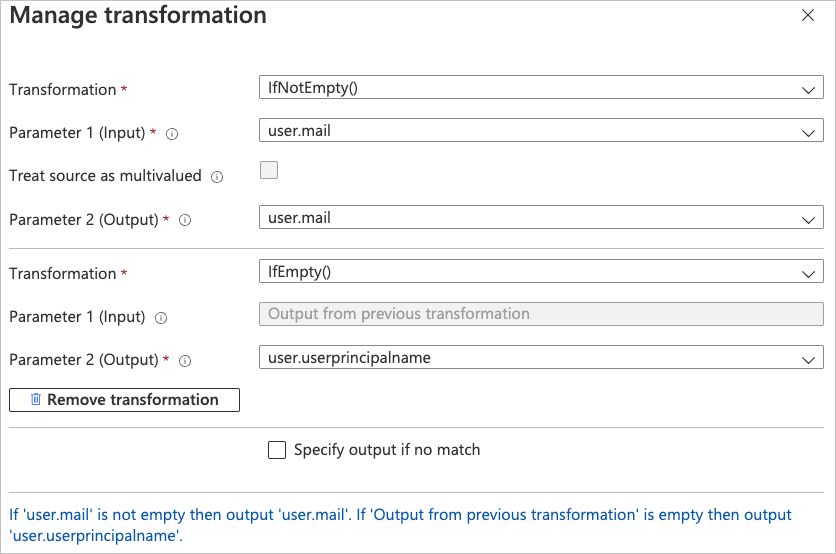 Manage transformation
Transformation *
IfNotEmpty()
Parameter 1 (Input) *
user.mail
Treat source as multivalued
Parameter 2 (Output) *
user.mail
Transformation *
IfEmpty()
Parameter 1 (Input)
Output from previous transformation
Parameter 2 (Output) *
user.userprincipalname
Remove transformation
Specify output if no match
If 'user.mail' is not empty then output 'user.mail'. If 'Output from previous transformation' is empty then output
'user.userprincipalname'.